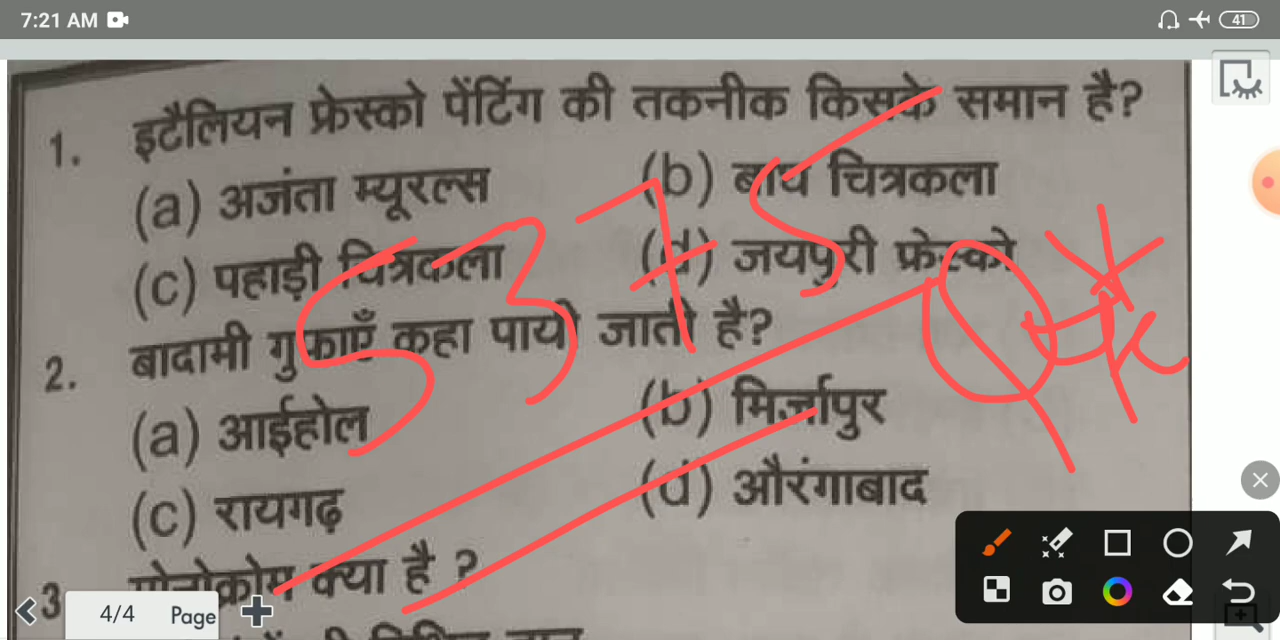 7:21 AM 41
1. इटैलियन फ्रेस्को पेंटिंग की तकनीक किसके समान है?
(a) अजंता म्यूरल्स (b) बाघ चित्रकला
(c) पहाड़ी चित्रकला (d) जयपुरी फ्रेस्को
2. बादामी गुफाएँ कहा पायी जाती है?
(a) आईहोल (b) मिर्जापुर
(c) रायगढ़ (d) औरंगाबाद
3 मोनोक्रोम क्या है ?
4/4 Page
5375